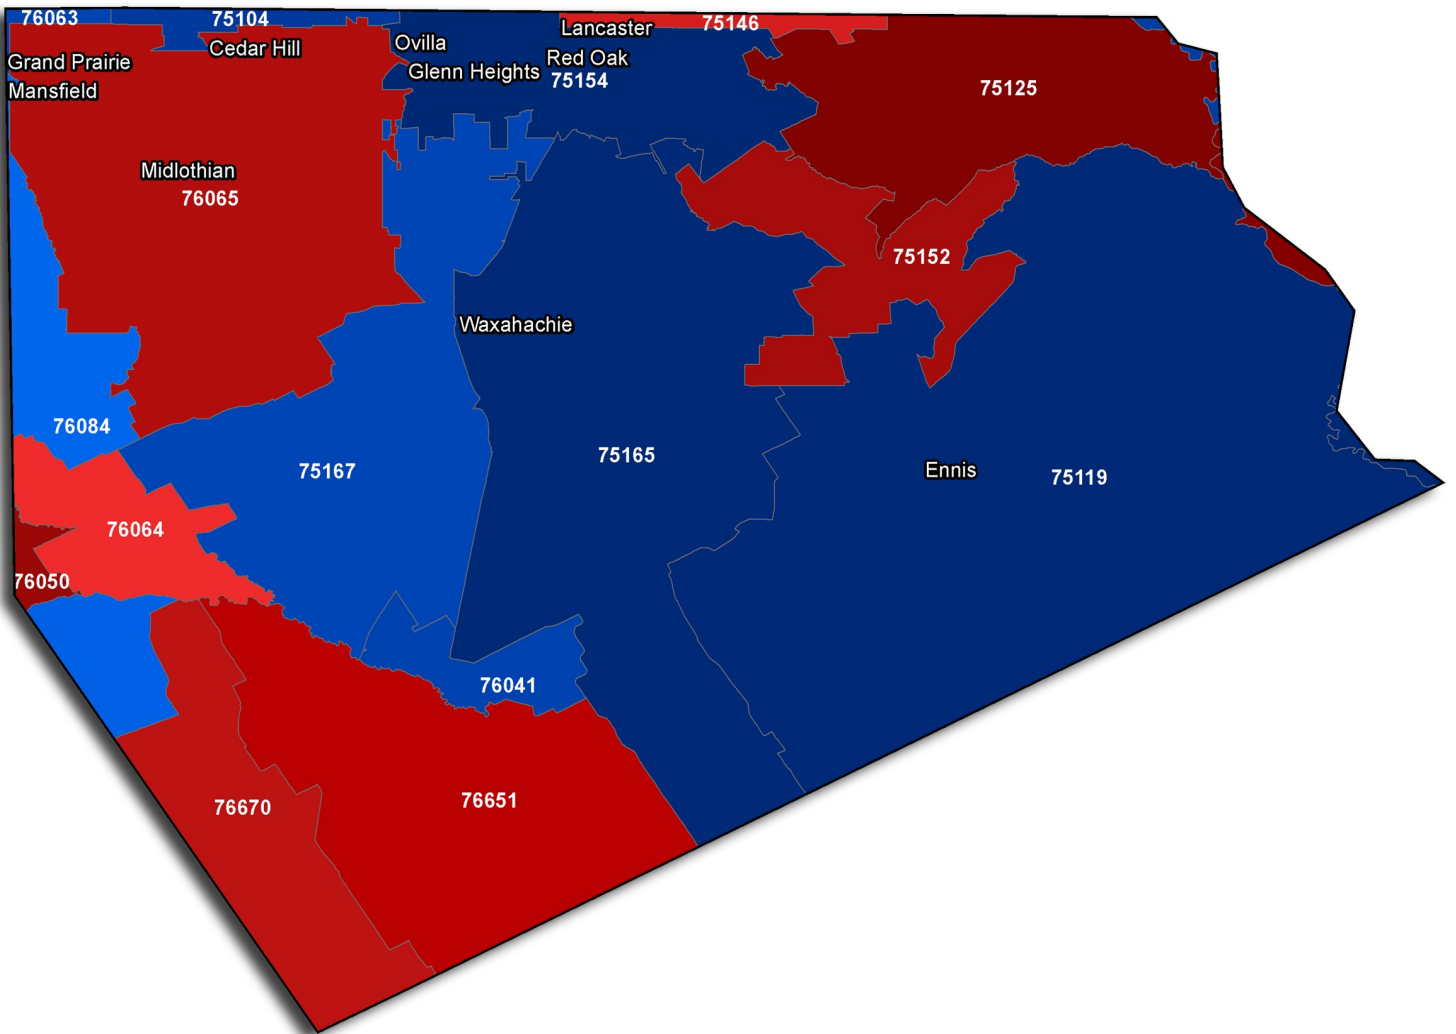 76063
75104
Lancaster
75146
Ovilla
Cedar Hill
Grand Prairie
Red Oak
Glenn Heights
75154
Mansfield
75125
Midlothian
76065
75152
Waxahachie
76084
75165
75167
Ennis
75119
76064
76050
76041
76651
76670